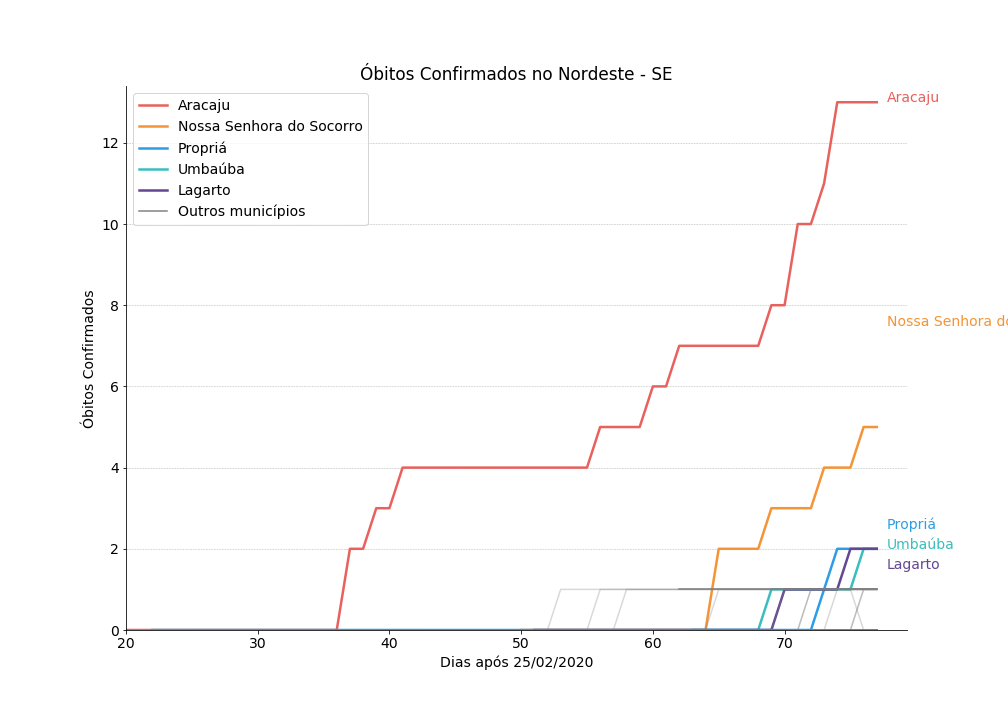 Óbitos Confirmados no Nordeste - SE
Aracaju
Nossa Senhora do Socorro
Propriá
Umbaúba
Lagarto
Outros municípios
Aracaju
Nossa Senhora do
Propriá
Umbaúba
Lagarto
Óbitos Confirmados
12
10
8
6
4
2
0
20 30 40 50 60 70
Dias após 25/02/2020